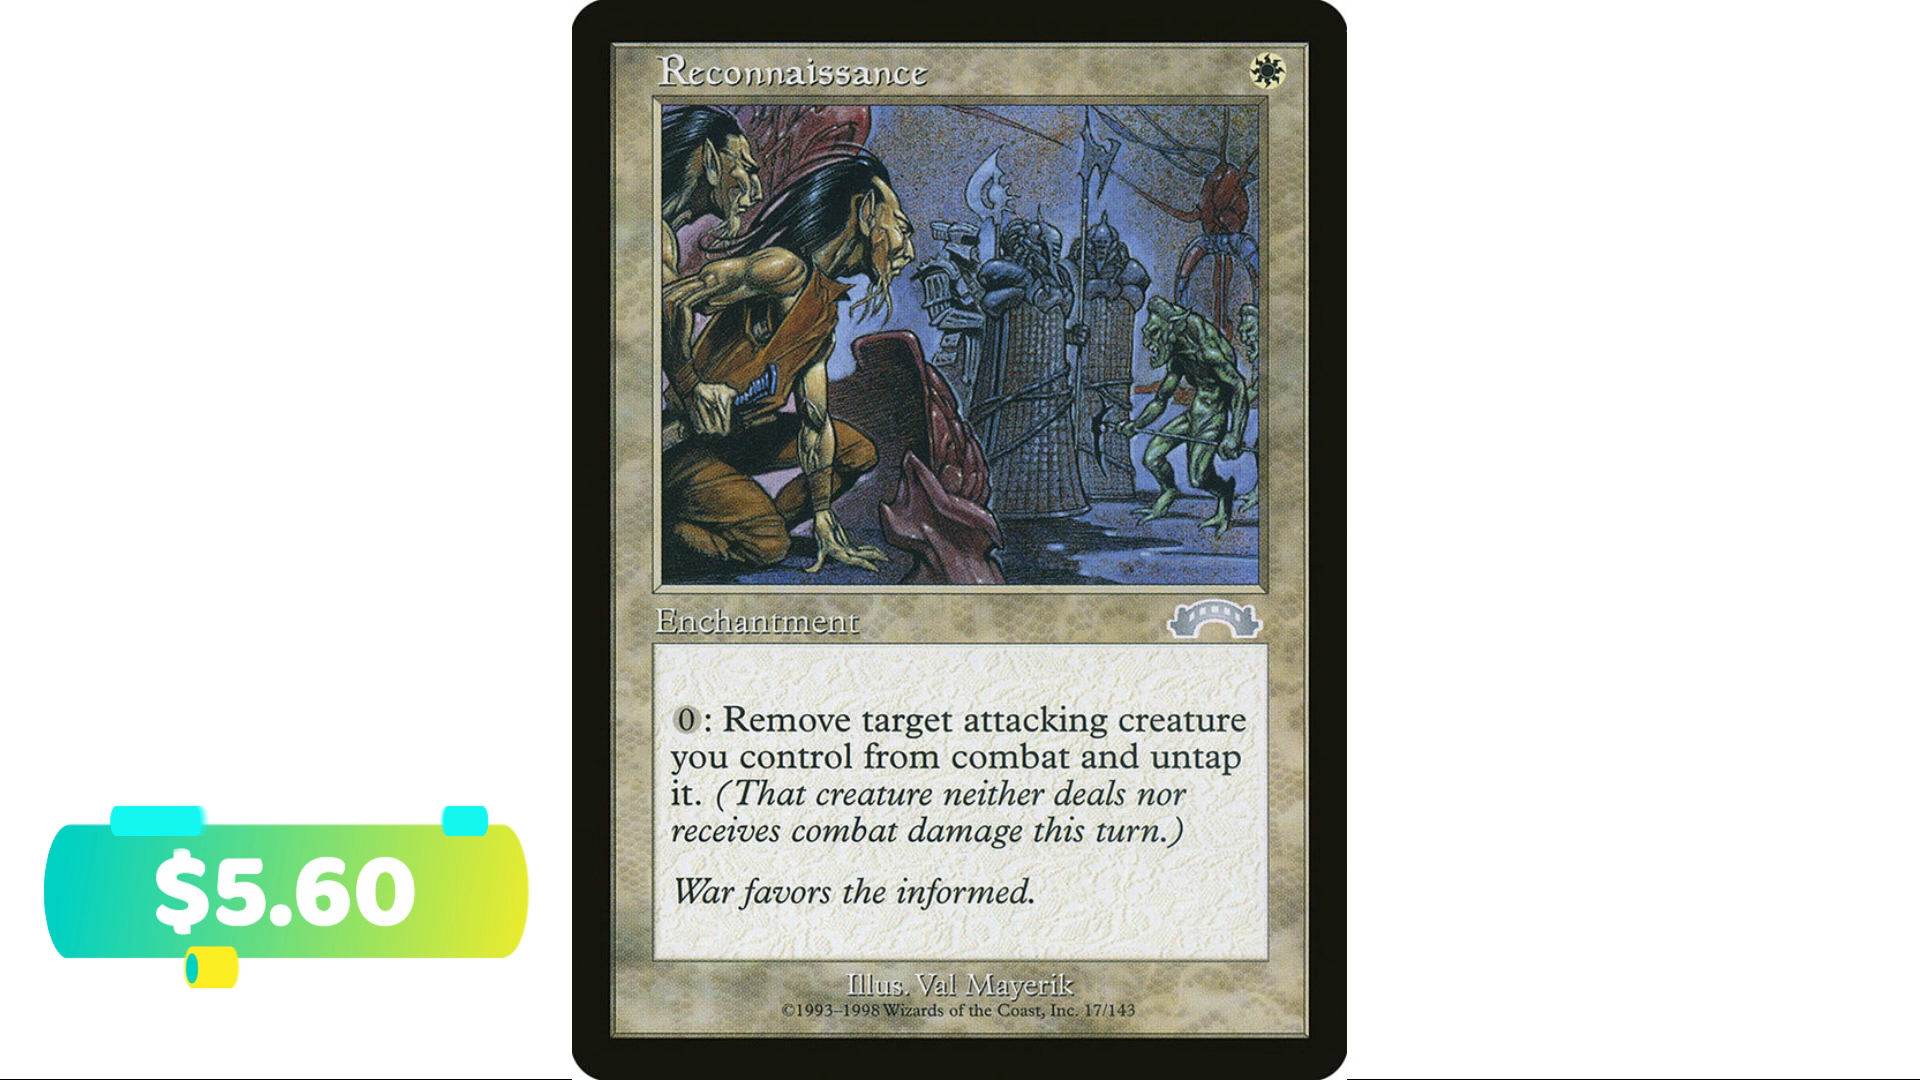 Reconnaissance
Enchantment
0: Remove target attacking creature
you control from combat and untap
it. (That creature neither deals nor
receives combat damage this turn.)
War favors the informed.
Illus. Val Mayerik
©1993–1998 Wizards of the Coast, Inc. 17/143
$5.60